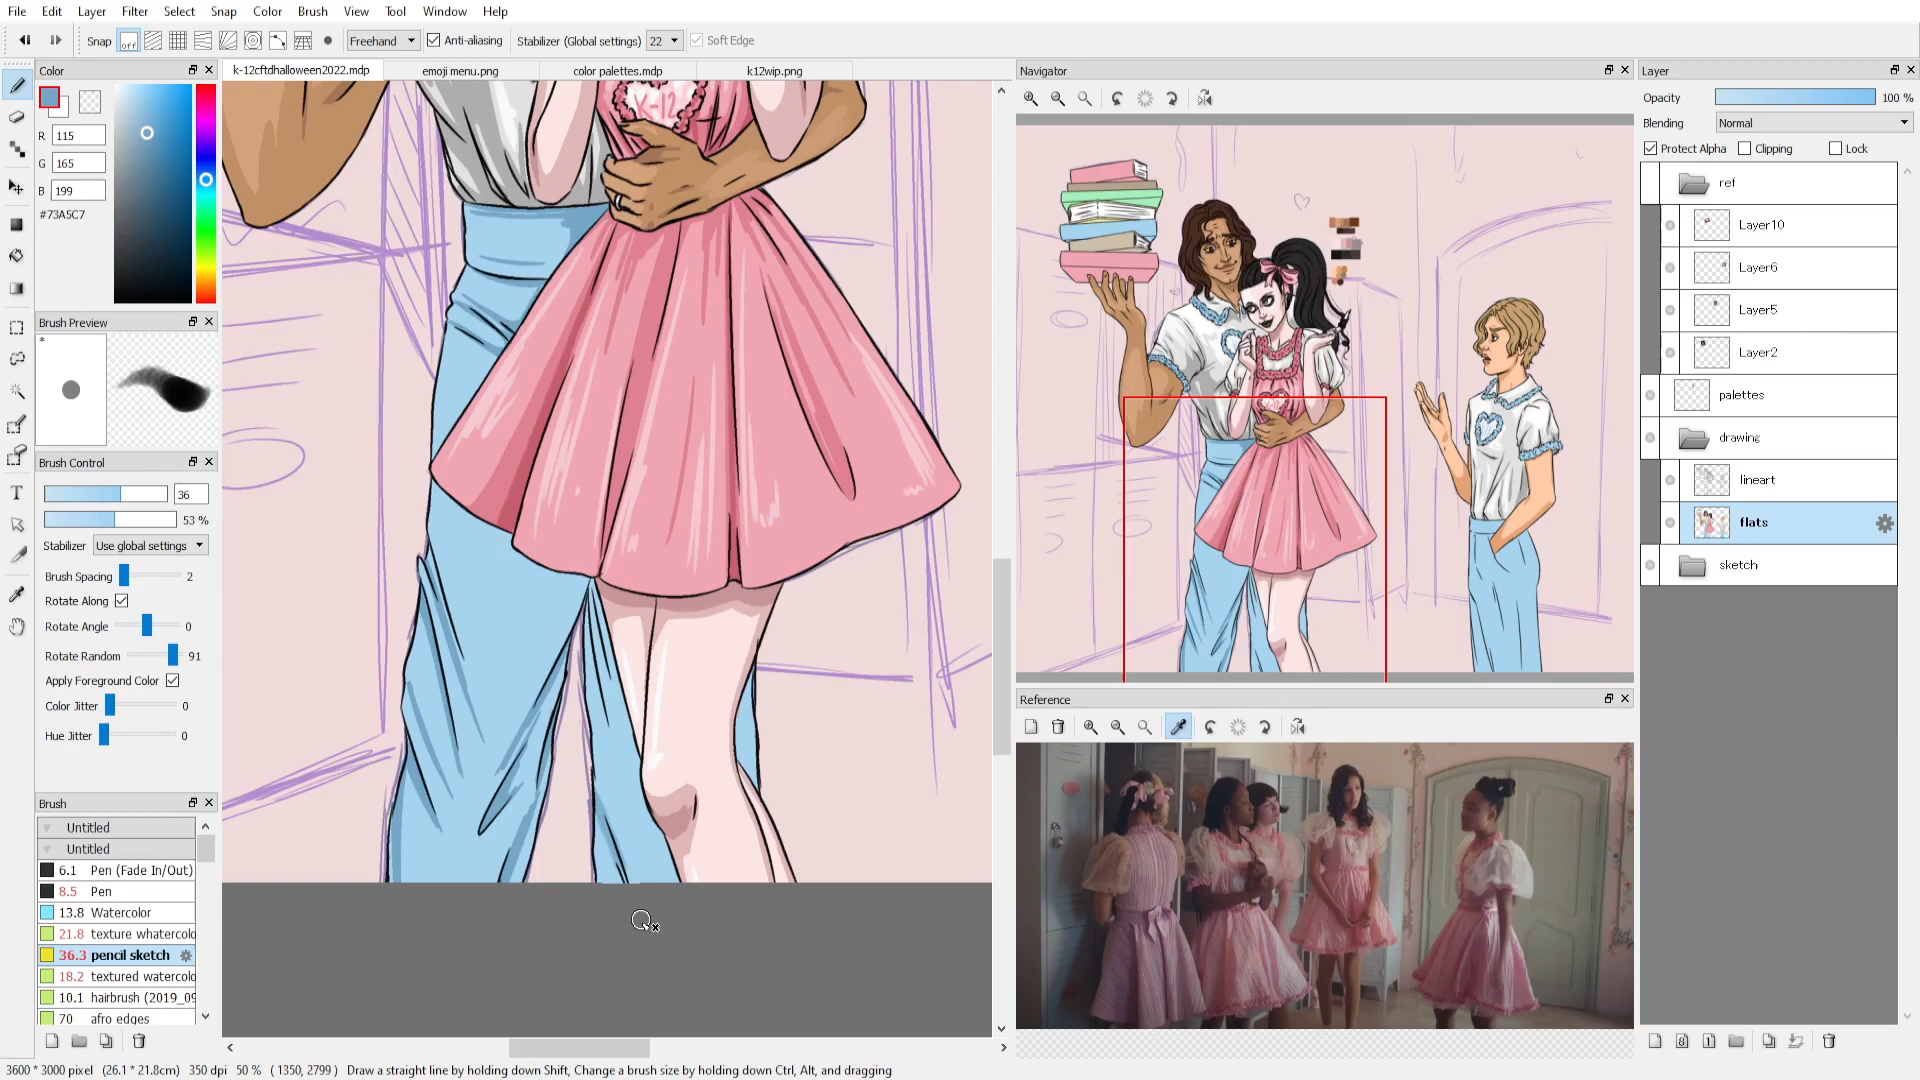 File Edit Layer Filter Select Snap Color Brush View Tool Window Help
Snap off Freehand Anti-aliasing Stabilizer (Global settings) 22 Soft Edge
Color
R 115
G 165
B 199
#73A5C7
Brush Preview
*
Brush Control
36
53 %
Stabilizer Use global settings
Brush Spacing 2
Rotate Along
Rotate Angle 0
Rotate Random 91
Apply Foreground Color
Color Jitter 0
Hue Jitter 0
Brush
Untitled
Untitled
6.1 Pen (Fade In/Out)
8.5 Pen
13.8 Watercolor
21.8 texture whatercolo
36.3 pencil sketch
18.2 textured watercolo
10.1 hairbrush (2019_09
70 afro edges
k-12cftdhalloween2022.mdp emoji menu.png color palettes.mdp k12wip.png
K-12
Navigator
Reference
Layer
Opacity 100 %
Blending Normal
Protect Alpha Clipping Lock
ref
Layer10
Layer6
Layer5
Layer2
palettes
drawing
lineart
flats
sketch
8 1
3600 * 3000 pixel (26.1 * 21.8cm) 350 dpi 50 % ( 1350, 2799 ) Draw a straight line by holding down Shift, Change a brush size by holding down Ctrl, Alt, and dragging